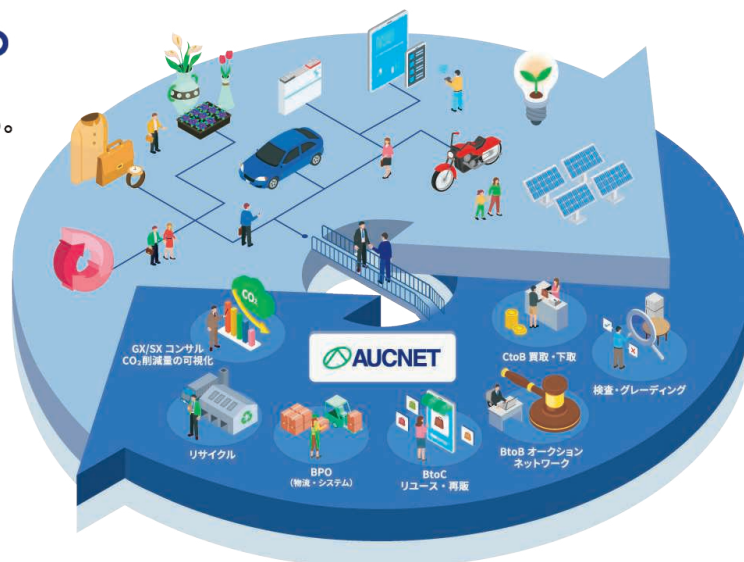 。
CO₂
GX/SX コンサル
CO₂削減量の可視化
AUCNET
CtoB 買取・下取
検査・グレーディング
リサイクル
BPO
(物流・システム)
BtoC
リユース・再販
BtoB オークション
ネットワーク